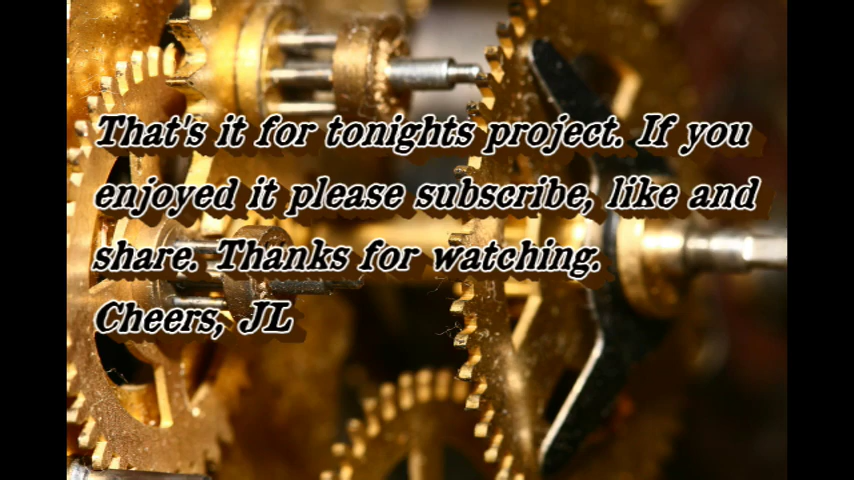 That's it for tonights project. If you
enjoyed it please subscribe, like and
share. Thanks for watching.
Cheers, JL